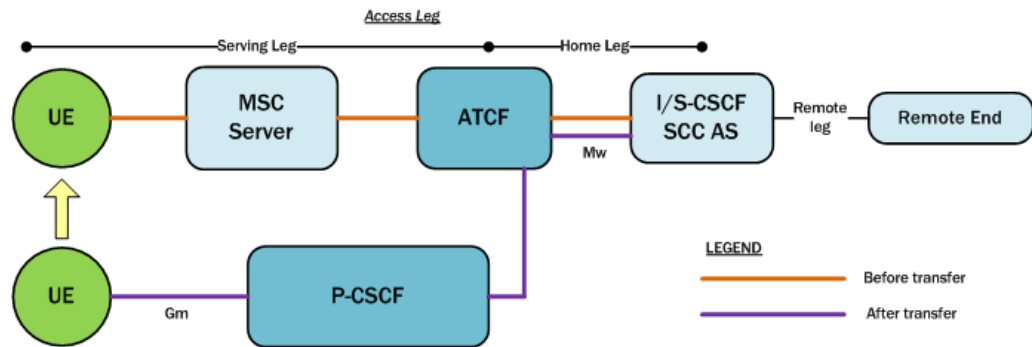 Access Leg
Serving Leg
Home Leg
UE
MSC
Server
ATCF
I/S-CSCF
SCC AS
Remote
leg
Remote End
Mw
UE
Gm
P-CSCF
LEGEND
Before transfer
After transfer